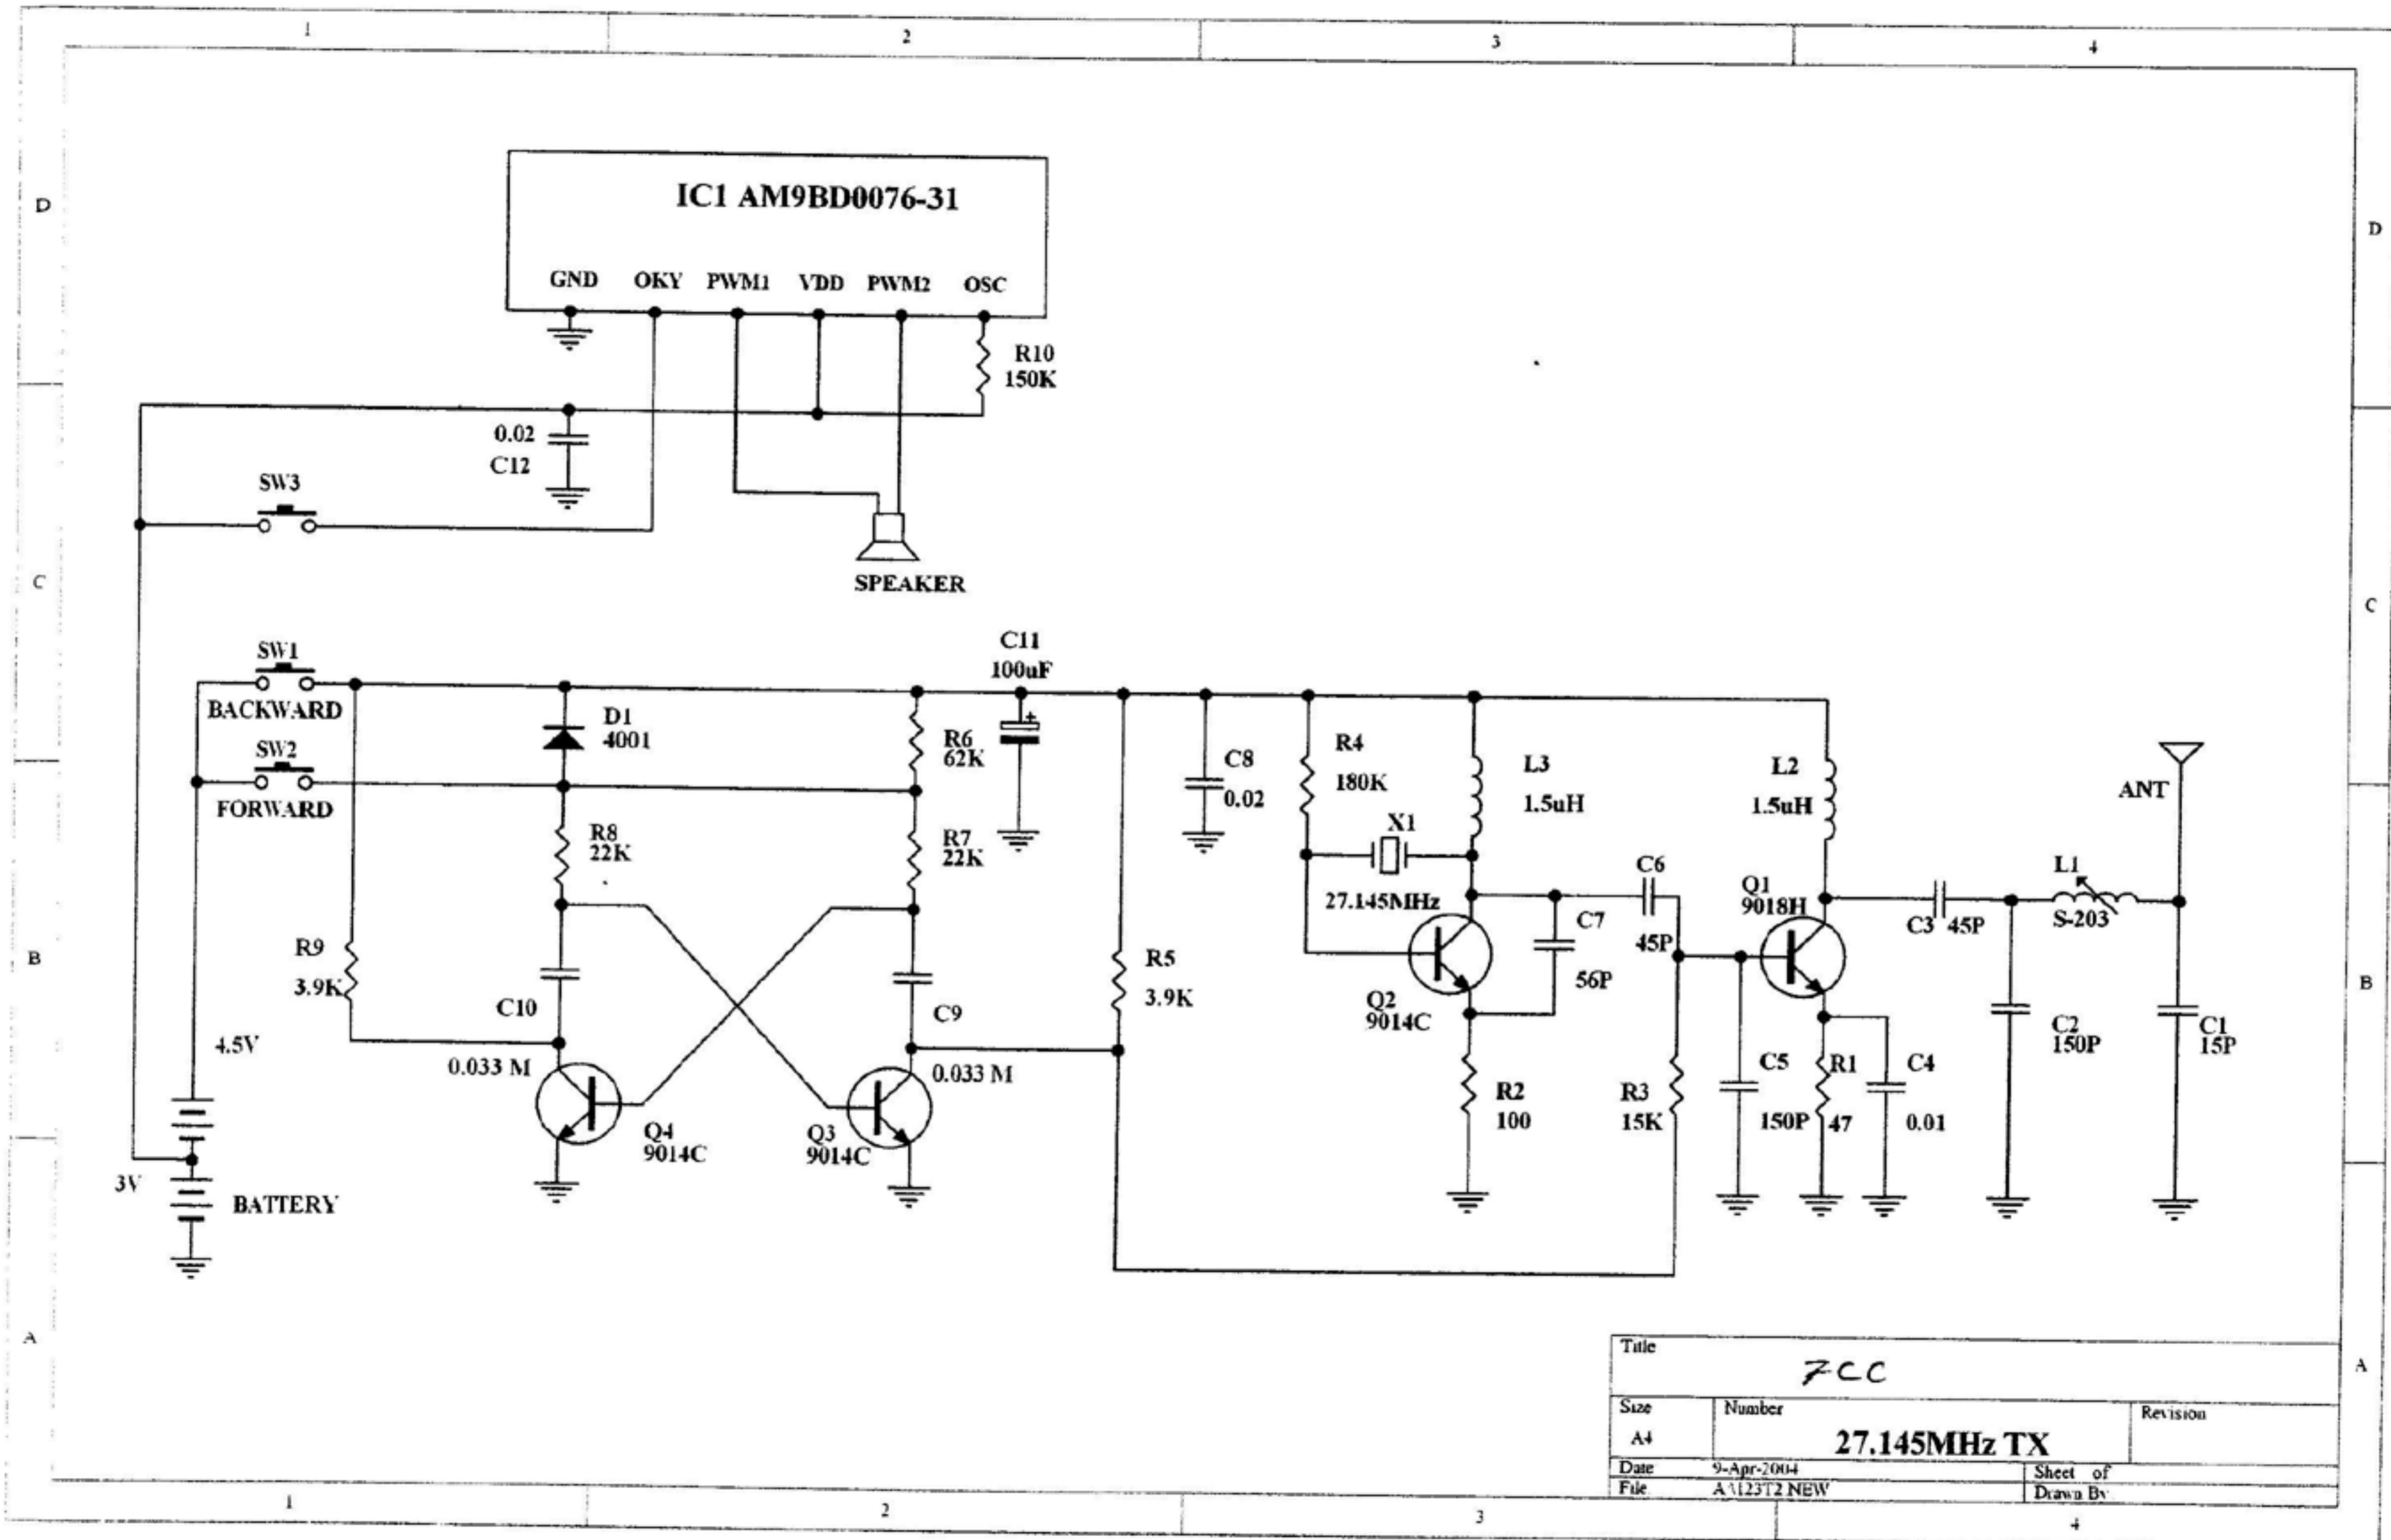 1 2 3 4
D D
IC1 AM9BD0076-31
GND OKY PWM1 VDD PWM2 OSC
R10
150K
0.02
C12
SW3
SPEAKER
C C
C11
100uF
SW1
BACKWARD
D1
4001
SW2
FORWARD
R6
62K
C8
0.02
R4
180K
L3
1.5uH
L2
1.5uH
ANT
R8
22K
R7
22K
X1
27.145MHz
C6
45P
Q1
9018H
L1
S-203
C3 45P
C7
56P
B B
R9
3.9K
C10
0.033 M
C9
0.033 M
R5
3.9K
Q2
9014C
C2
150P
C1
15P
4.5V
Q4
9014C
Q3
9014C
R2
100
R3
15K
C5
150P
R1
47
C4
0.01
3V
BATTERY
A A
Title
FCC
Size
A4
Number
27.145MHz TX
Revision
Date 9-Apr-2004
Sheet of
File
Drawn By
1 2 3 4